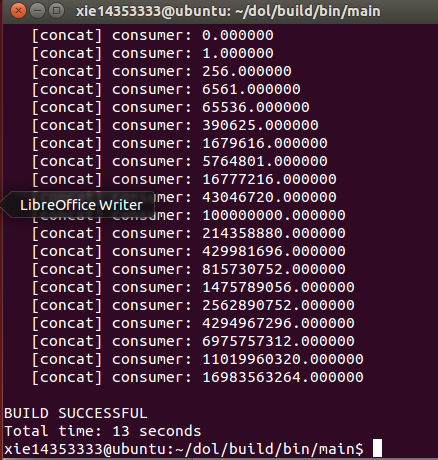 xie14353333@ubuntu: ~/dol/build/bin/main
[concat] consumer: 0.000000
[concat] consumer: 1.000000
[concat] consumer: 256.000000
[concat] consumer: 6561.000000
[concat] consumer: 65536.000000
[concat] consumer: 390625.000000
[concat] consumer: 1679616.000000
[concat] consumer: 5764801.000000
[concat] consumer: 16777216.000000
[concat] consumer: 43046720.000000
LibreOffice Writer
[concat] consumer: 100000000.000000
[concat] consumer: 214358880.000000
[concat] consumer: 429981696.000000
[concat] consumer: 815730752.000000
[concat] consumer: 1475789056.000000
[concat] consumer: 2562890752.000000
[concat] consumer: 4294967296.000000
[concat] consumer: 6975757312.000000
[concat] consumer: 11019960320.000000
[concat] consumer: 16983563264.000000
BUILD SUCCESSFUL
Total time: 13 seconds
xie14353333@ubuntu:~/dol/build/bin/main$